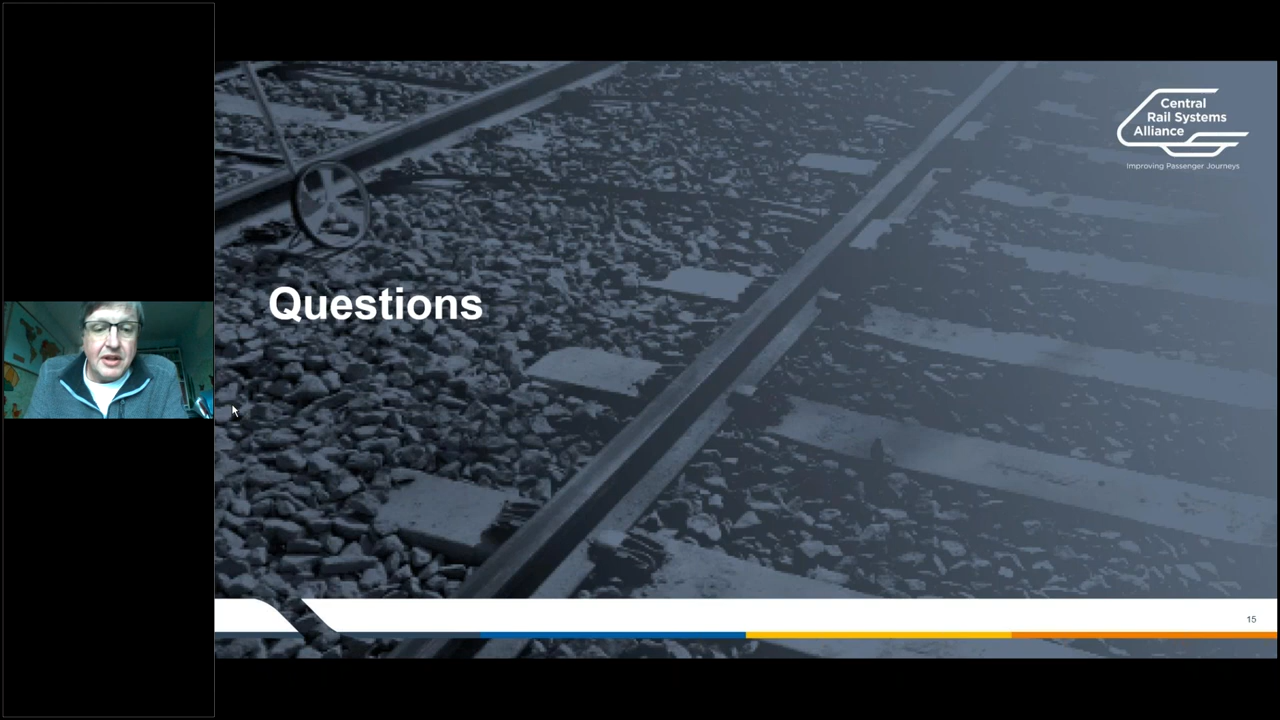 Central
Rail Systems
Alliance
Improving Passenger Journeys
Questions
15